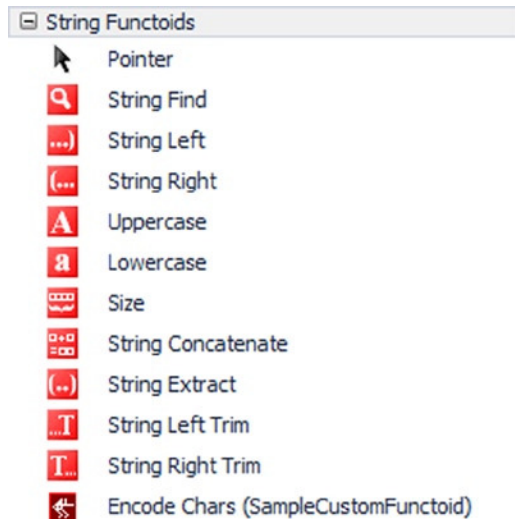 String Functoids
Pointer
String Find
...) String Left
(... String Right
A Uppercase
a Lowercase
Size
String Concatenate
(..) String Extract
...T String Left Trim
T... String Right Trim
Encode Chars (SampleCustomFunctoid)